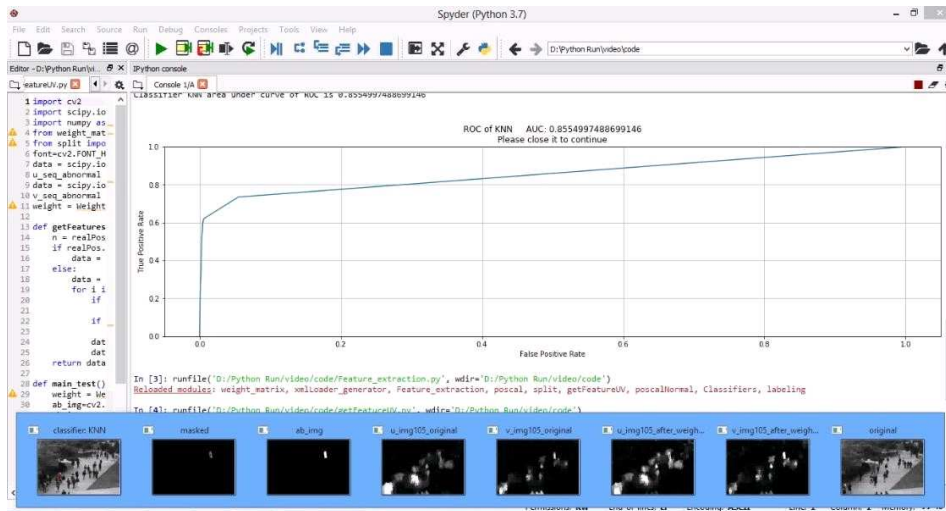 Spyder (Python 3.7)
File Edit Search Source Run Debug Consoles Projects Tools View Help
D:\Python Run\video\code
Editor - D:\Python Run\vi...
IPython console
eatureUV.py
Console 1/A
1 import cv2
2 import scipy.io
3 import numpy as
4 from weight_mat
5 from split impo
6 font=cv2.FONT_H
7 data = scipy.io
8 u_seq_abnormal
9 data = scipy.io
10 v_seq_abnormal
11 weight = Weight
12
13 def getFeatures
14 n = realPos
15 if realPos.
16 data =
17 else:
18 data =
19 for i i
20 if
21
22 if
23
24 dat
25 dat
26 return data
27
28 def main_test()
29 weight = We
30 ab_img=cv2.
Classifier KNN area under curve of ROC is 0.8554997488699146
ROC of KNN AUC: 0.8554997488699146
Please close it to continue
True Positive Rate
1.0
0.8
0.6
0.4
0.2
0.0
0.0 0.2 0.4 0.6 0.8 1.0
False Positive Rate
In [3]: runfile('D:/Python Run/video/code/Feature_extraction.py', wdir='D:/Python Run/video/code')
Reloaded modules: weight_matrix, xmlLoader_generator, Feature_extraction, poscal, split, getFeatureUV, poscalNormal, Classifiers, labeling
In [4]: runfile('D:/Python Run/video/code/getFeatureUV.py', wdir='D:/Python Run/video/code')
classifier: KNN
masked
ab_img
u_img105_original
v_img105_original
u_img105_after_weigh...
v_img105_after_weigh...
original